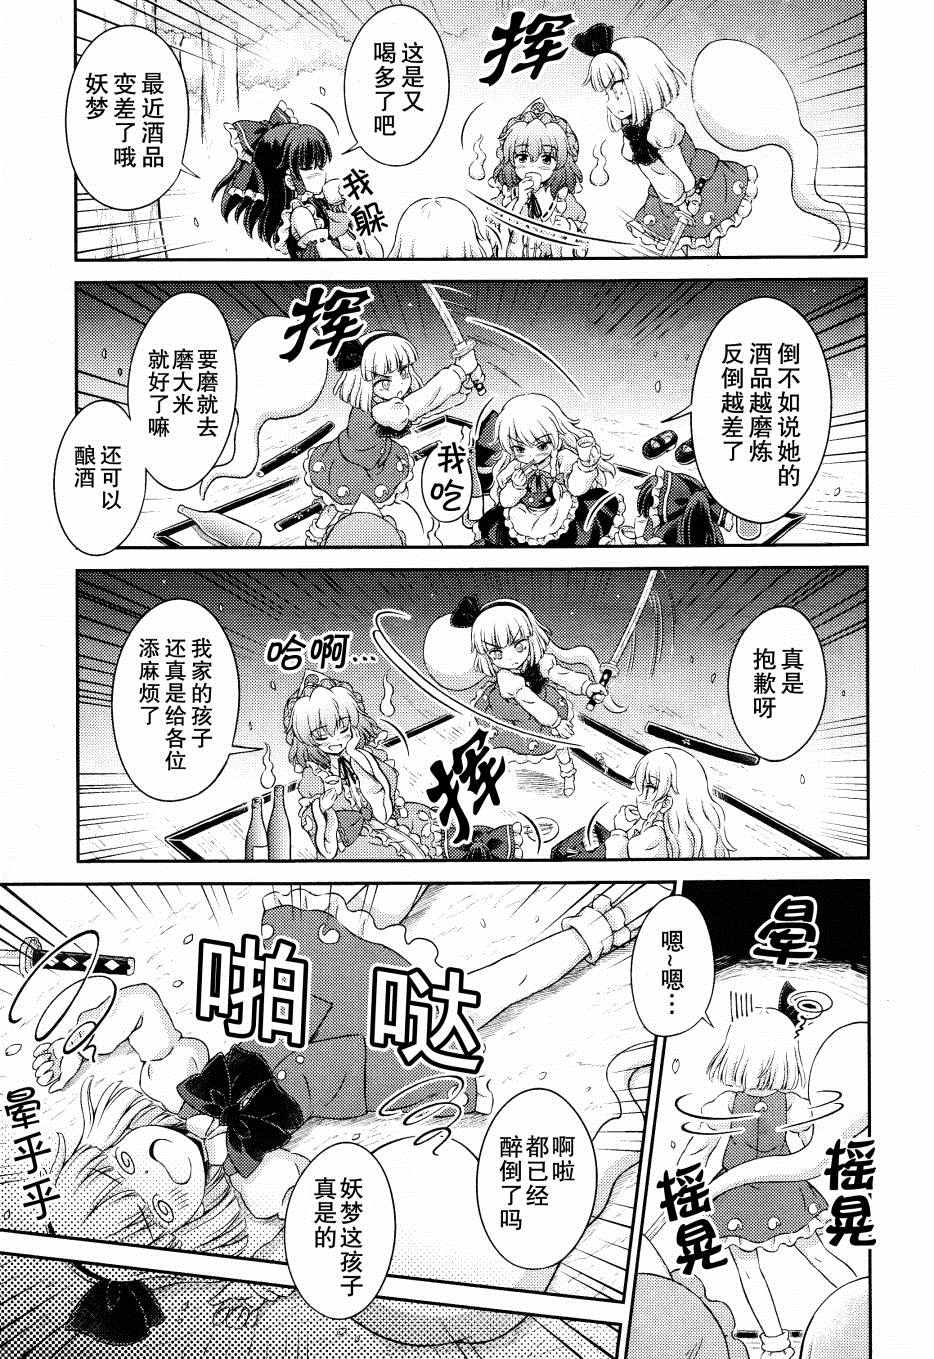 挥
这是又
喝多了吧
最近酒品
变差了哦
妖梦
我躲
倒不如说她的
酒品越磨炼
反倒越差了
挥
我吃
要磨就去
磨大米
就好了嘛
还可以
酿酒
真是
抱歉呀
哈啊…
挥
我家的孩子
还真是给各位
添麻烦了
晕
嗯~嗯…
摇晃
摇晃
啪哒
啊啦
都已经
醉倒了吗
妖梦这孩子
真是的
晕乎乎